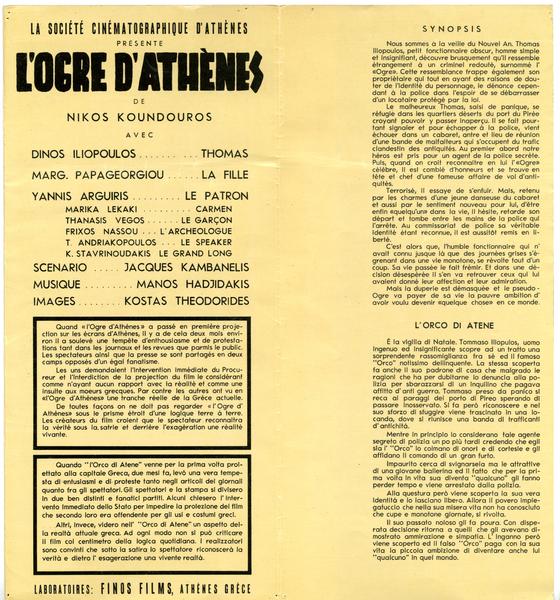 LA SOCIÉTÉ CINÉMATOGRAPHIQUE D'ATHÈNES
PRESENTE
L'OGRE D'ATHÈNES
DE
NIKOS KOUNDOUROS
AVEC
DINOS ILIOPOULOS ........ THOMAS
MARG. PAPAGEORGIOU ..... LA FILLE
YANNIS ARGUIRIS ......... LE PATRON
MARIKA LEKAKI .......... CARMEN
THANASIS VEGOS ..... LE GARÇON
FRIXOS NASSOU ... L'ARCHEOLOGUE
T. ANDRIAKOPOULOS .. LE SPEAKER
K. STAVRINOUDAKIS LE GRAND LONG
SCENARIO ..... JACQUES KAMBANELIS
MUSIQUE ........ MANOS HADJIDAKIS
IMAGES ...... KOSTAS THEODORIDES
Quand «l'Ogre d'Athènes» a passé en première projection
sur les écrans d'Athènes, il y a de cela deux mois environ
il a soulevé une tempête d'enthousiasme et de protestations
tant dans les journaux et les revues que parmis le public.
Les spectateurs ainsi que la presse se sont partagés en deux
camps opposés d'un égal fanatisme.
Les uns demandaient l'intervention immédiate du Procureur
et l'interdiction de la projection du film le considérant
comme n'ayant aucun rapport avec la réalité et comme une
insulte aux moeurs grecques. Par contre les autres ont vu en
«l'Ogre d'Athènes» une tranche réelle de la Grèce actuelle.
De toutes façons on ne doit pas regarder «l'Ogre d'
Athènes» sous le prisme étroit d'une logique terre à terre.
Les créateurs du film croient que le spectateur reconnaitra
la vérité sous la satyre et derriére l'exagération une réalité
vivante.
Quando "l'Orco di Atene" venne per la prima volta proiettato
alla capitale Greca, due mesi fa, levò una vera tempesta
di entusiasmi e di proteste tanto negli articoli dei giornali
quanto fra gli spettatori. Gli spettatori e la stampa si divisero
in due ben distinti e fanatici partiti. Alcuni chiesero l'intervento
immediato dello Stato per impedire la proiezione del film
che secondo loro era offendente per gli usi e costumi greci.
Altri, invece, videro nell' "Orco di Atene" un aspetto della
realtà attuale greca. Ad ogni modo non si può criticare
il film col centimetro della logica quotidiana. I realizzatori
sono convinti che sotto la satira lo spettatore riconoscerà la
verità e dietro l'esagerazione una vivente realtà.
LABORATOIRES: FINOS FILMS, ATHÈNES GRÈCE
SYNOPSIS
Nous sommes à la veille du Nouvel An. Thomas
Iliopoulos, petit fonctionnaire obscur, homme simple
et insignifiant, découvre brusquement qu'il ressemble
étrangement à un criminel redouté, surnommé l'
«Ogre». Cette ressemblance frappe également son
propriétaire qui tout en ayant des raisons de douter
de l'identité du personnage, le dénonce cependant
à la police dans l'espoir de se débarrasser
d'un locataire protégé par la loi.
Le malheureux Thomas, saisi de panique, se
réfugie dans les quartiers déserts du port du Pirée
croyant pouvoir y passer inaperçu. Il se fait pourtant
signaler et pour échapper à la police, vient
échouer dans un cabaret, antre et lieu de réunion
d'une bande de malfaiteurs qui s'occupent du trafic
clandestin des antiquités. Au premier abord notre
héros est pris pour un agent de la police secrète.
Puis, quand on croit reconnaître en lui l'«Ogre»
célèbre, il est comblé d'honneurs et se trouve en
tête et chef d'une fameuse affaire de vol d'antiquités.
Terrorisé, il essaye de s'enfuir. Mais, retenu
par les charmes d'une jeune danseuse du cabaret
et aussi par le sentiment nouveau pour lui, d'être
enfin quelqu'un dans la vie, il hésite, retarde son
départ et tombe entre les mains de la police qui
l'arrête. Au commissariat de police sa véritable
identité étant reconnue, il est aussitôt remis en liberté.
C'est alors, que l'humble fonctionnaire qui n'
avait connu jusque là que des journées grises s'égrenant
dans une vie monotone, se révolte tout d'un
coup. Sa vie passée le fait frémir. Et dans une décision
désespérée il s'en va retrouver ceux qui lui
avaient donné leur affection et leur admiration.
Mais la duperie est démasquée et le pseudo-
Ogre va payer de sa vie la pauvre ambition d'
avoir voulu devenir «quelque chose» en ce monde.
L'ORCO DI ATENE
È la vigilia di Natale. Tommaso Iliopulos, uomo
ingenuo ed insignificante scopre ad un tratto una
sorprendente rassomiglianza fra sè ed il famoso
"Orco" notissimo delinquente. La stessa scoperta
fa anche il suo padrone di casa che malgrado le
ragioni che ha per dubitarne lo denuncia alla polizia
per sbarazzarsi di un inquilino che pagava
affitto d'anti guerra. Tommaso preso da panico si
reca al paraggi del porto di Pireo sperando di
passare inosservato. Si fa però riconoscere e nel
suo sforzo di sfuggire viene trascinato in una locanda,
dove si riunisce una banda di trafficanti
d'antichità.
Mentre in principio lo considerano fale agente
segreto di polizia un po più tardi credendo che egli
sia l' "Orco" lo colmano di onori e di cortesie e gli
affidano il comando di un gran furto.
Impaurito cerca di svignarsela ma le attrattive
di una giovane ballerina ed il fatto che per la prima
volta in vita sua diventa "qualcuno" gli fanno
perdere tempo e viene arrestato dalla polizia.
Alla questura però viene scoperta la sua vera
identità e lo lasciano libero. Allora il povero impiegatuccio
che nella sua misera vita non ha conosciuto
che cupe e monotone giornate, si rivolta.
Il suo passato noioso gli fa paura. Con disperata
decisione ritorna a quelli che gli avevano dimostrato
ammirazione e simpatia. L'inganno però
viene scoperto ed il falso "Orco" paga con la sua
vita la piccola ambizione di diventare anche lui
"qualcuno" in quel mondo.